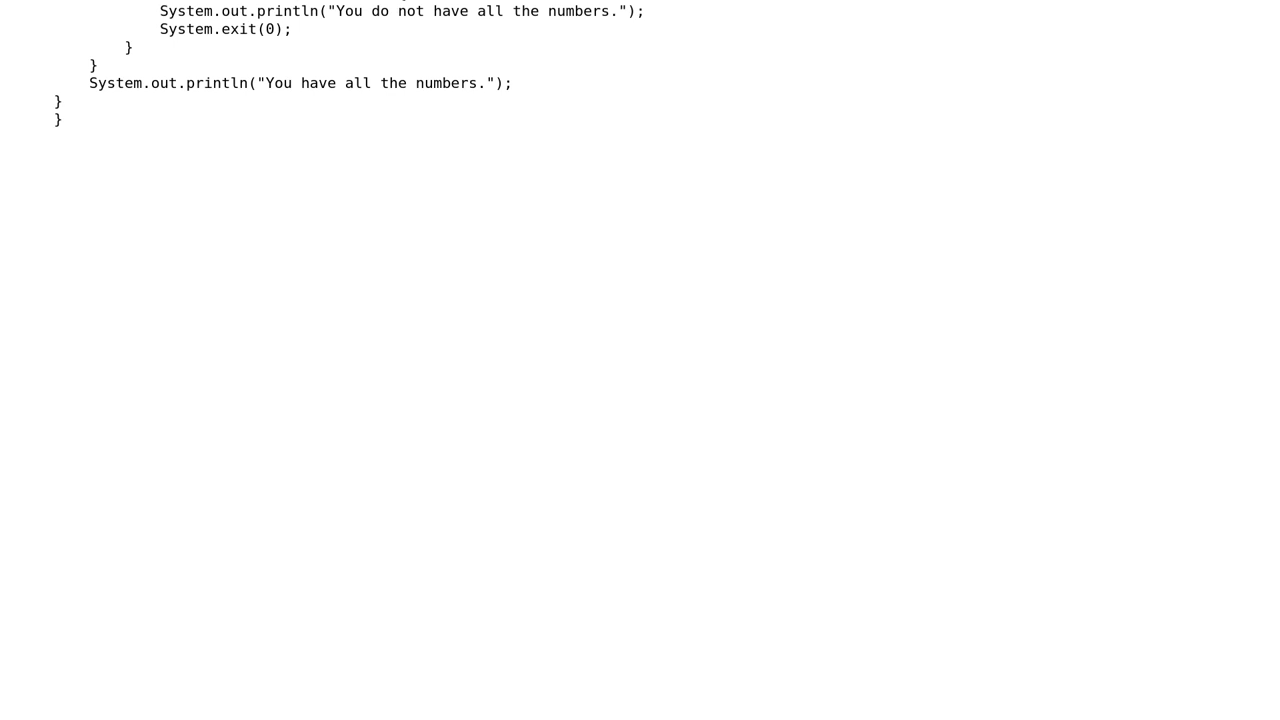 System.out.println("You do not have all the numbers.");
            System.exit(0);
        }
    }
    System.out.println("You have all the numbers.");
}
}